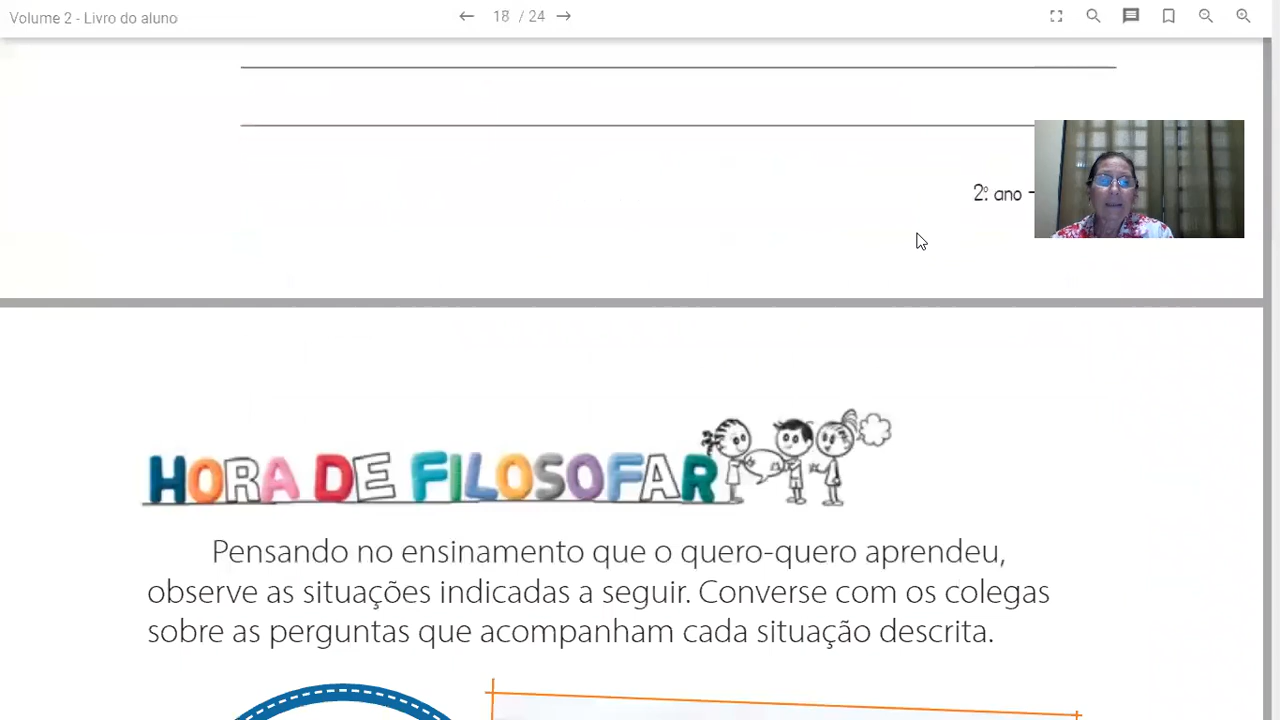 Volume 2 - Livro do aluno
18 / 24
2º. ano -
HORA DE FILOSOFAR
Pensando no ensinamento que o quero-quero aprendeu,
observe as situações indicadas a seguir. Converse com os colegas
sobre as perguntas que acompanham cada situação descrita.